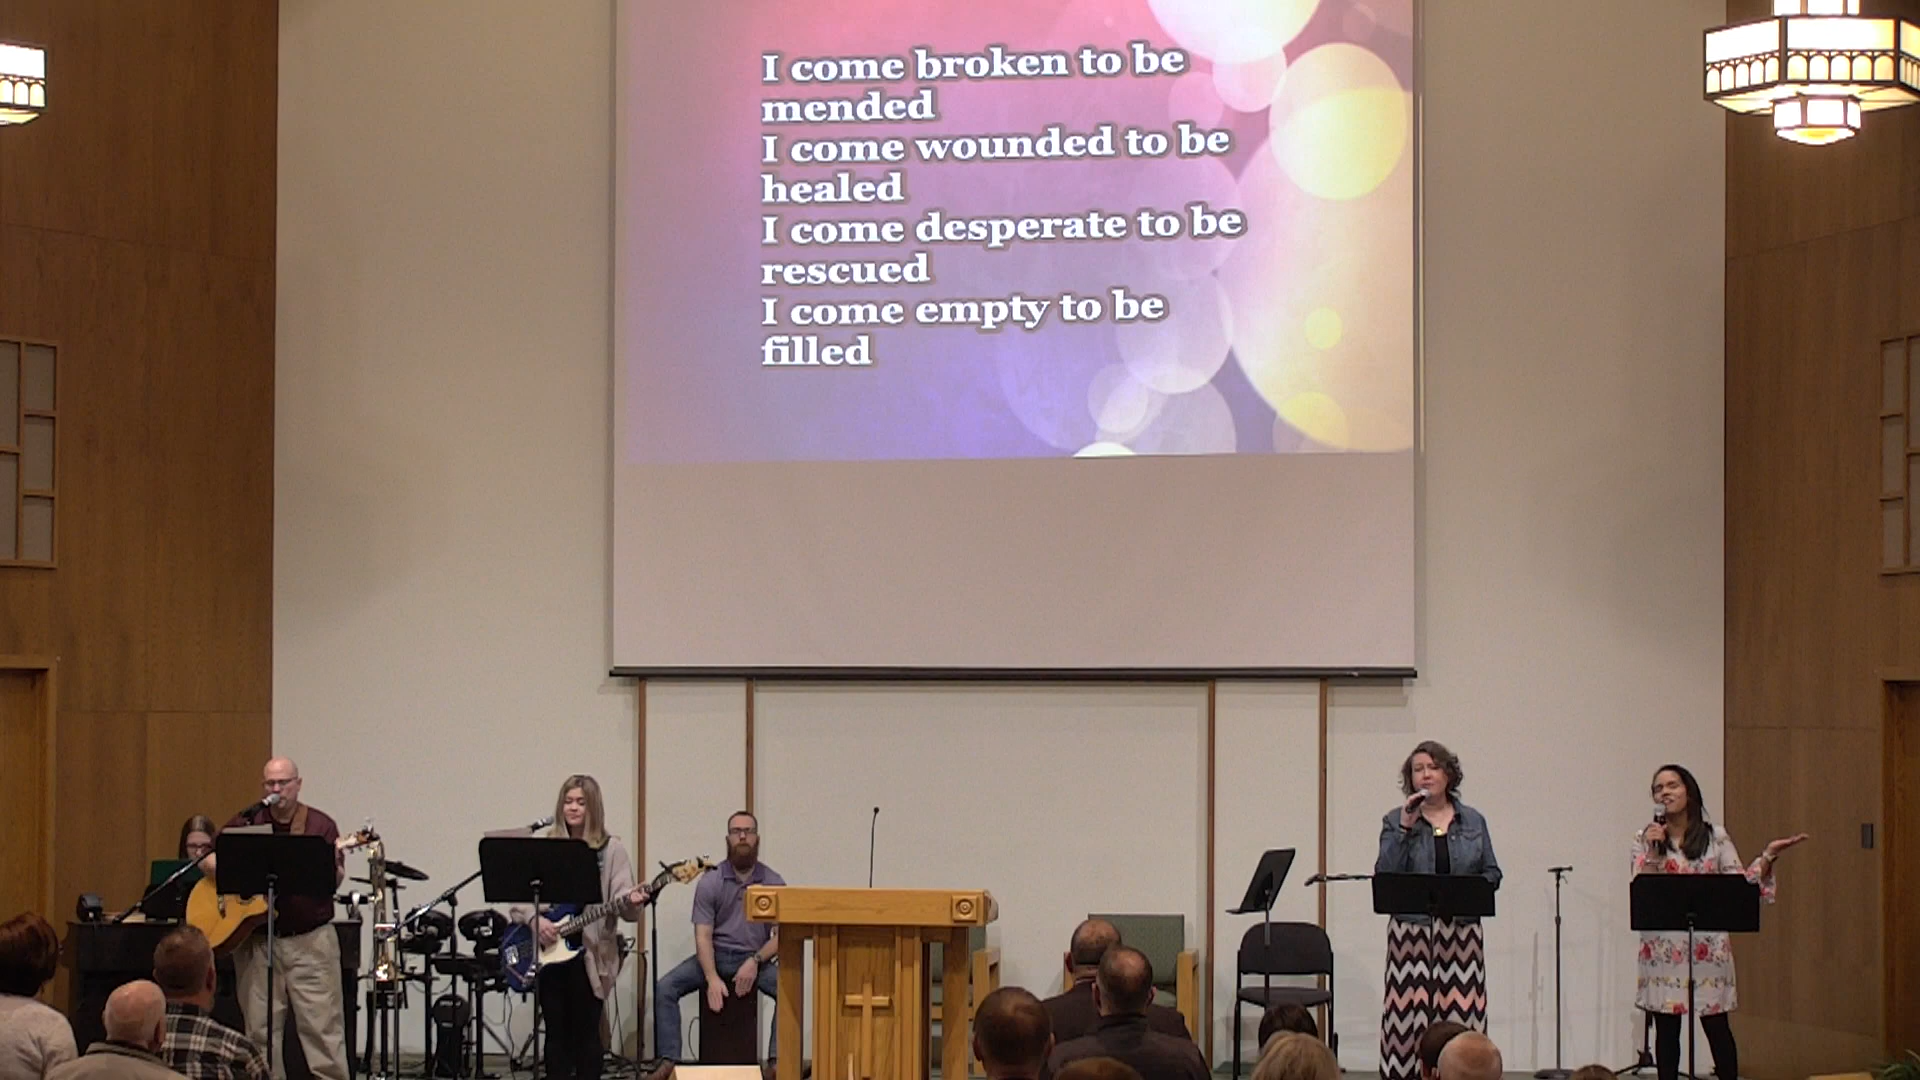 I come broken to be
mended
I come wounded to be
healed
I come desperate to be
rescued
I come empty to be
filled